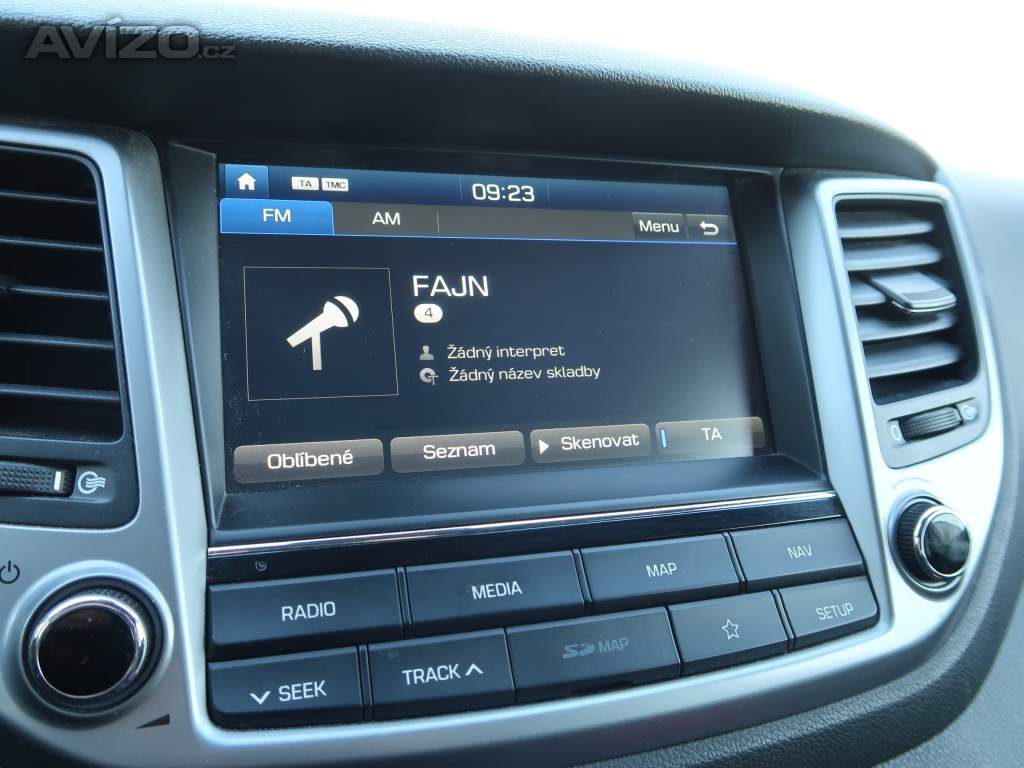 AVÍZO.cz
TA TMC 09:23
FM AM Menu
FAJN
4
Žádný interpret
Žádný název skladby
Oblíbené Seznam Skenovat TA
RADIO MEDIA MAP NAV
SEEK TRACK SD MAP SETUP